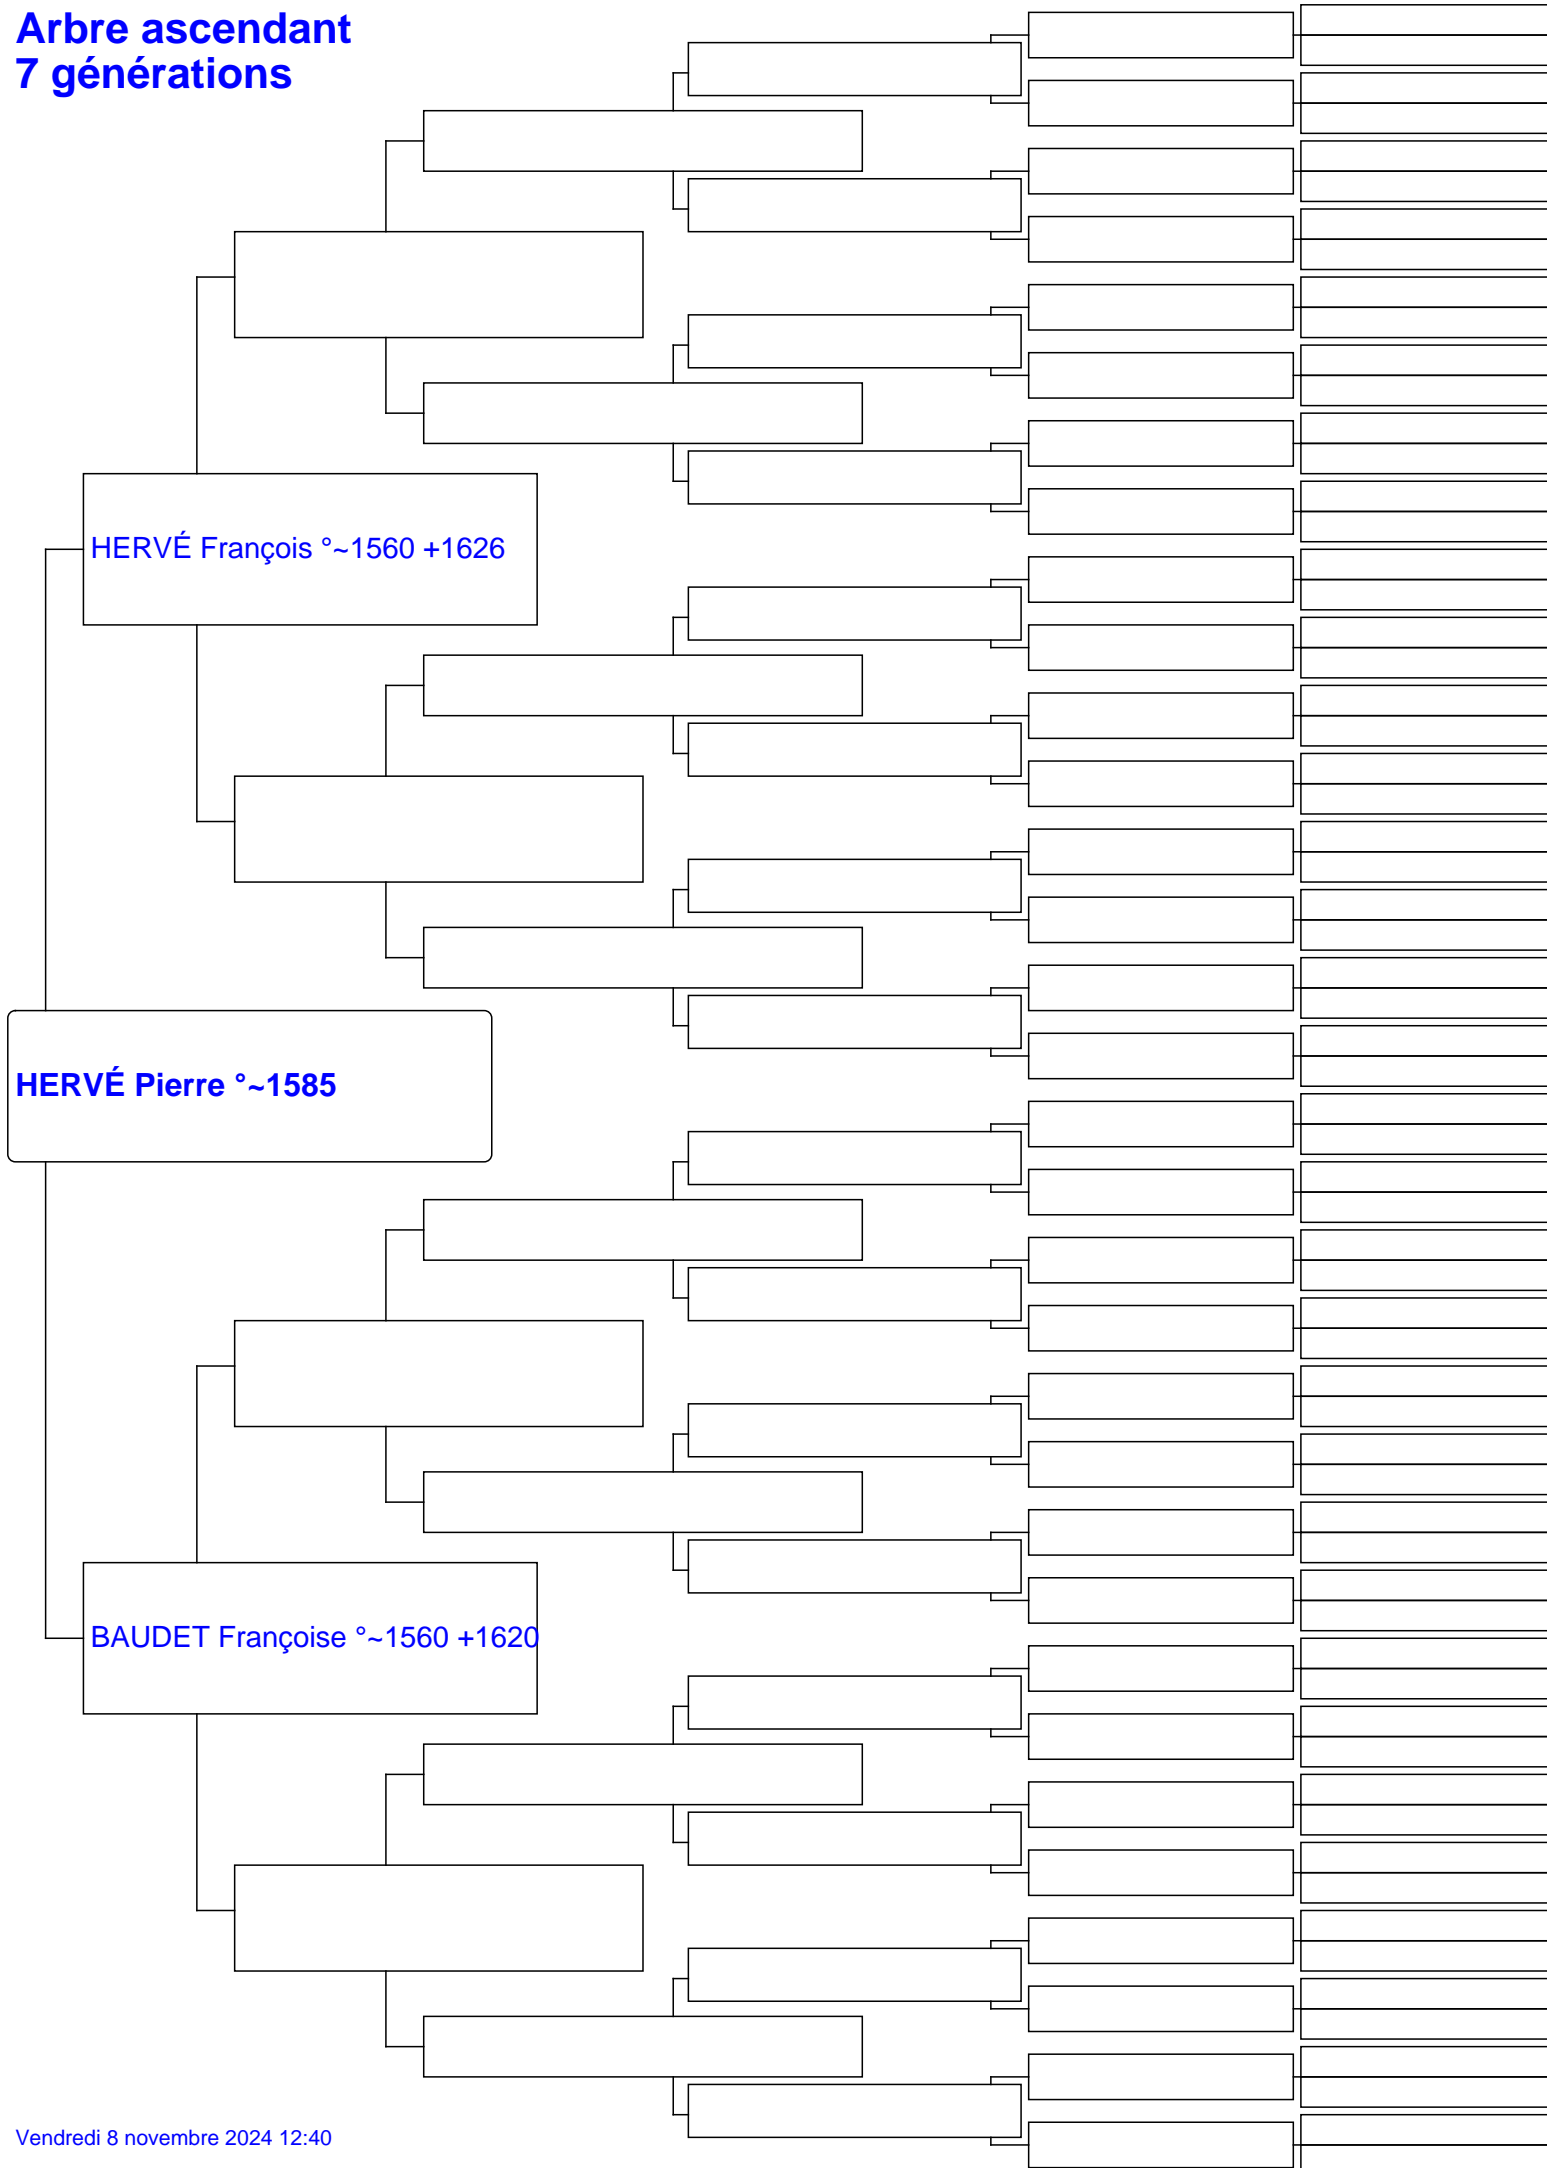 Arbre ascendant
7 générations
HERVÉ François °~1560 +1626
HERVÉ Pierre °~1585
BAUDET Françoise °~1560 +1620
Vendredi 8 novembre 2024 12:40